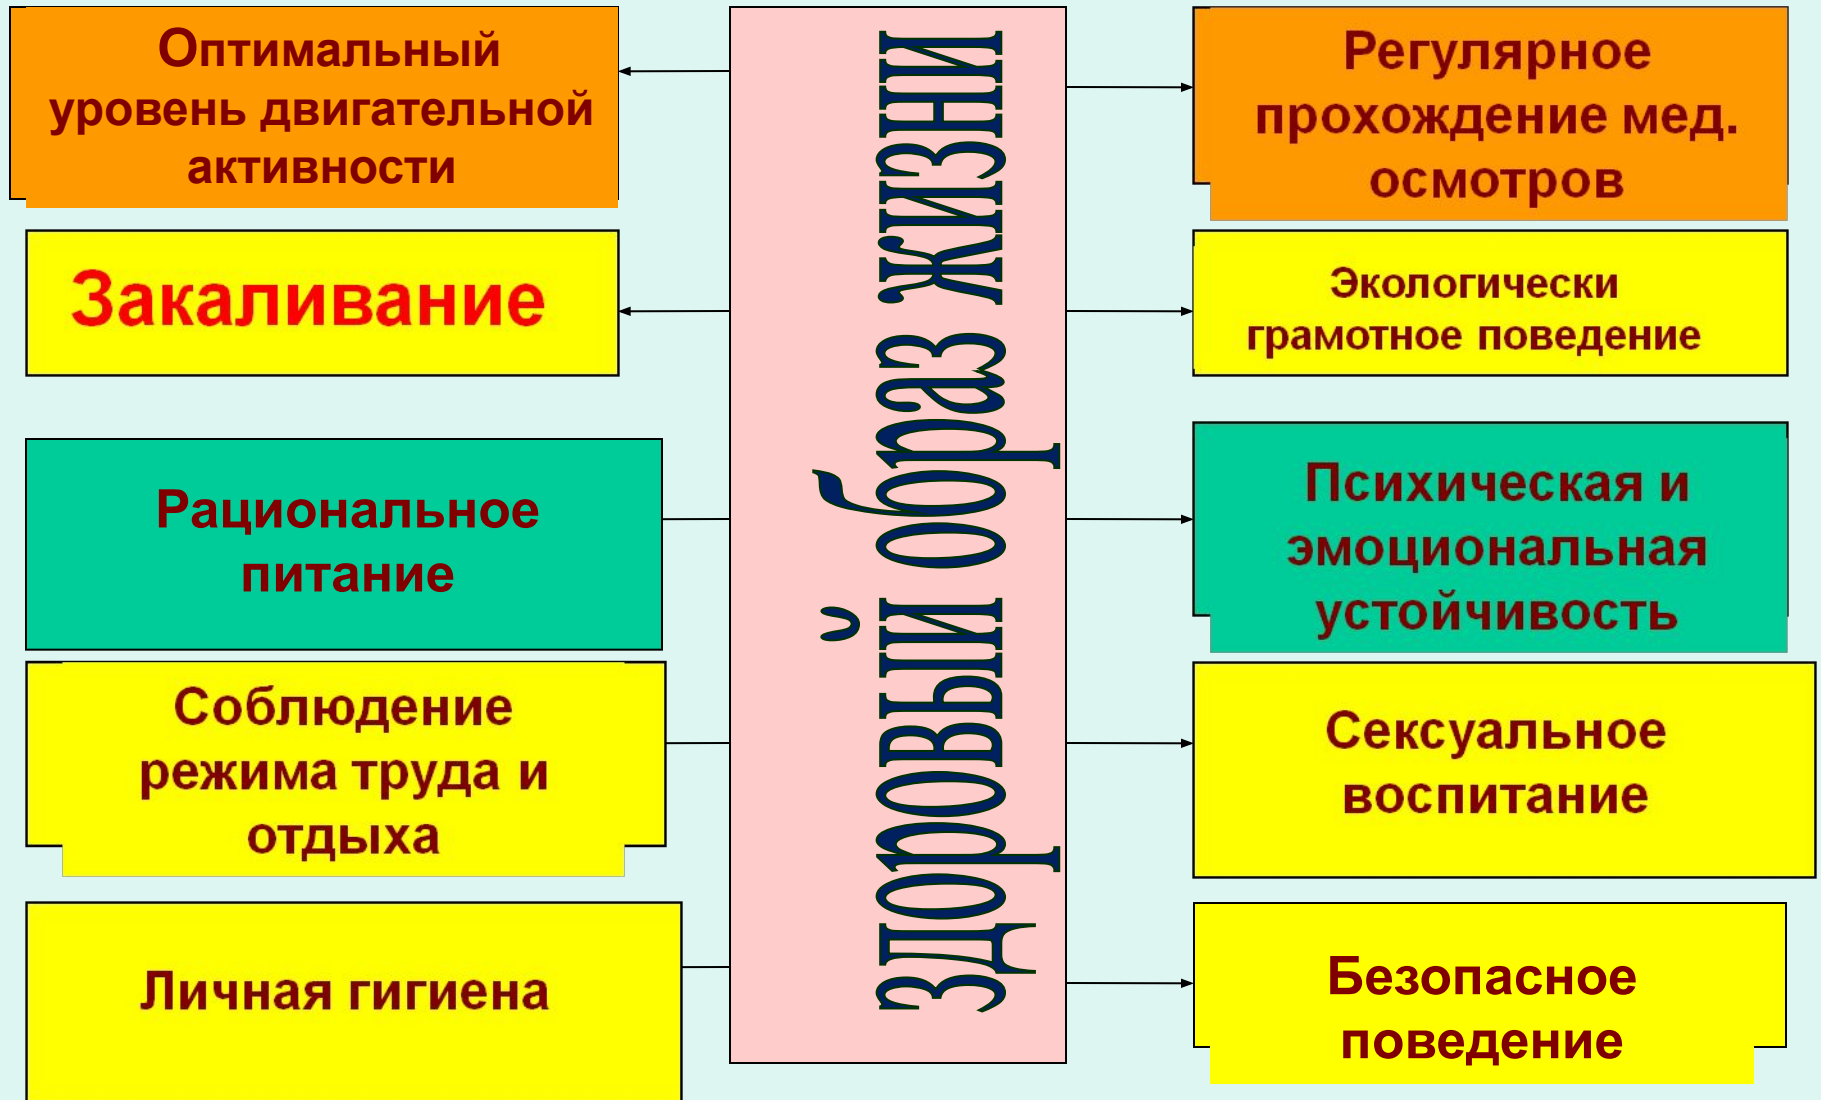 Оптимальный
уровень двигательной
активности
Закаливание
Рациональное
питание
Соблюдение
режима труда и
отдыха
Личная гигиена
здоровый образ жизни
Регулярное
прохождение мед.
осмотров
Экологически
грамотное поведение
Психическая и
эмоциональная
устойчивость
Сексуальное
воспитание
Безопасное
поведение